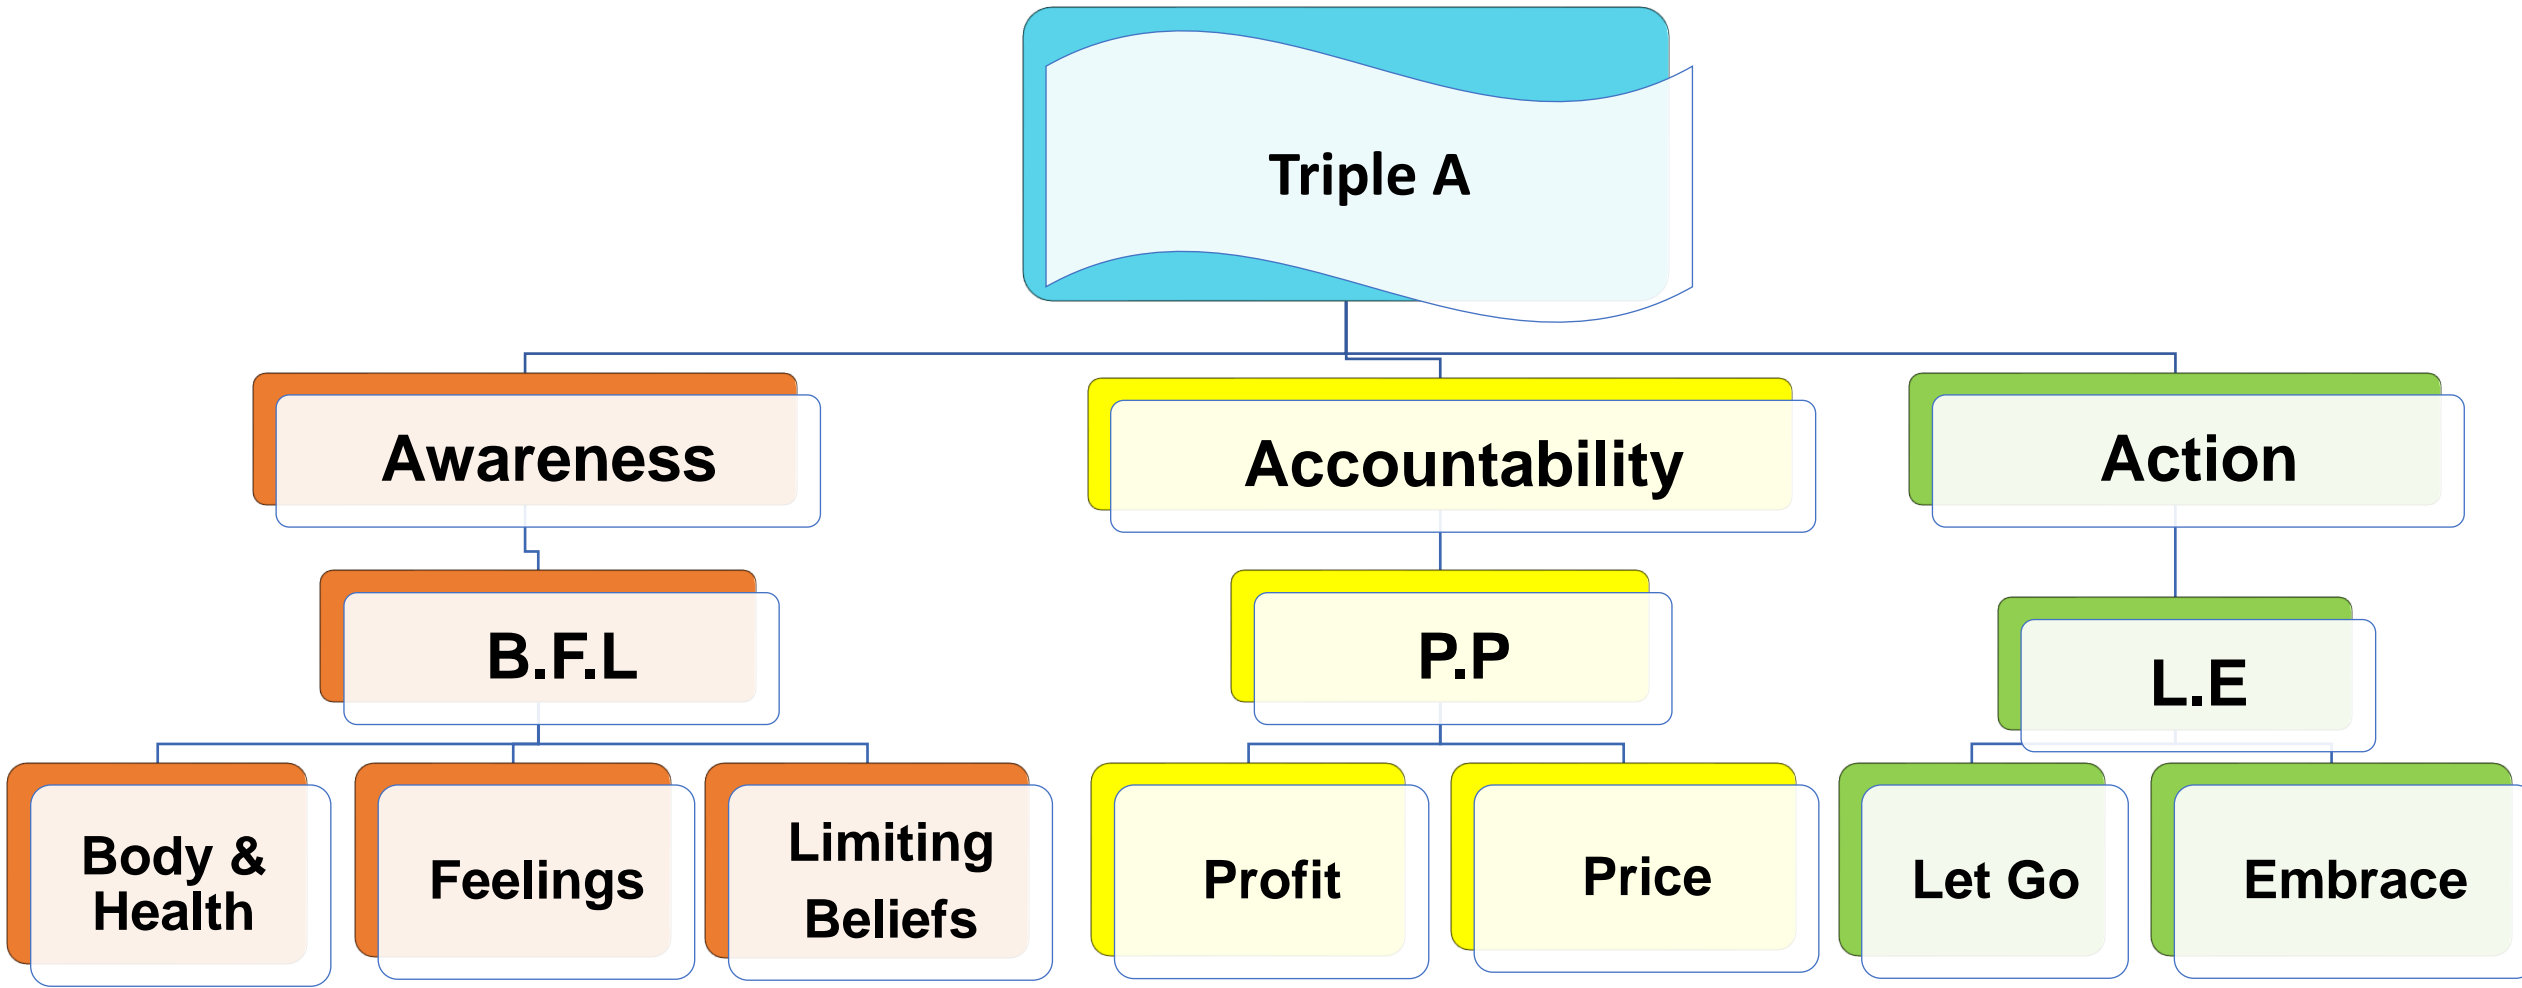 Triple A
Awareness
Accountability
Action
B.F.L
P.P
L.E
Body &
Health
Feelings
Limiting
Beliefs
Profit
Price
Let Go
Embrace